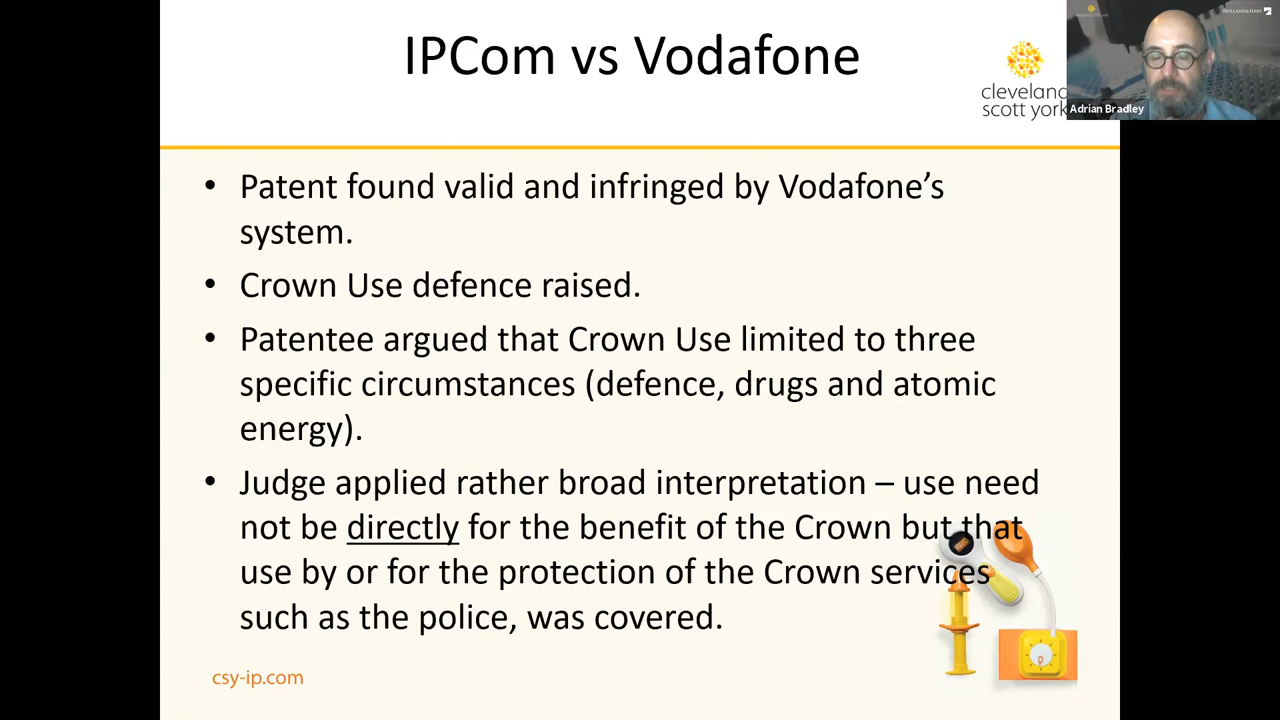 IPCom vs Vodafone
cleveland
scott york
HOLLAND&HART
Adrian Bradley
• Patent found valid and infringed by Vodafone’s
system.
• Crown Use defence raised.
• Patentee argued that Crown Use limited to three
specific circumstances (defence, drugs and atomic
energy).
• Judge applied rather broad interpretation – use need
not be directly for the benefit of the Crown but that
use by or for the protection of the Crown services
such as the police, was covered.
csy-ip.com